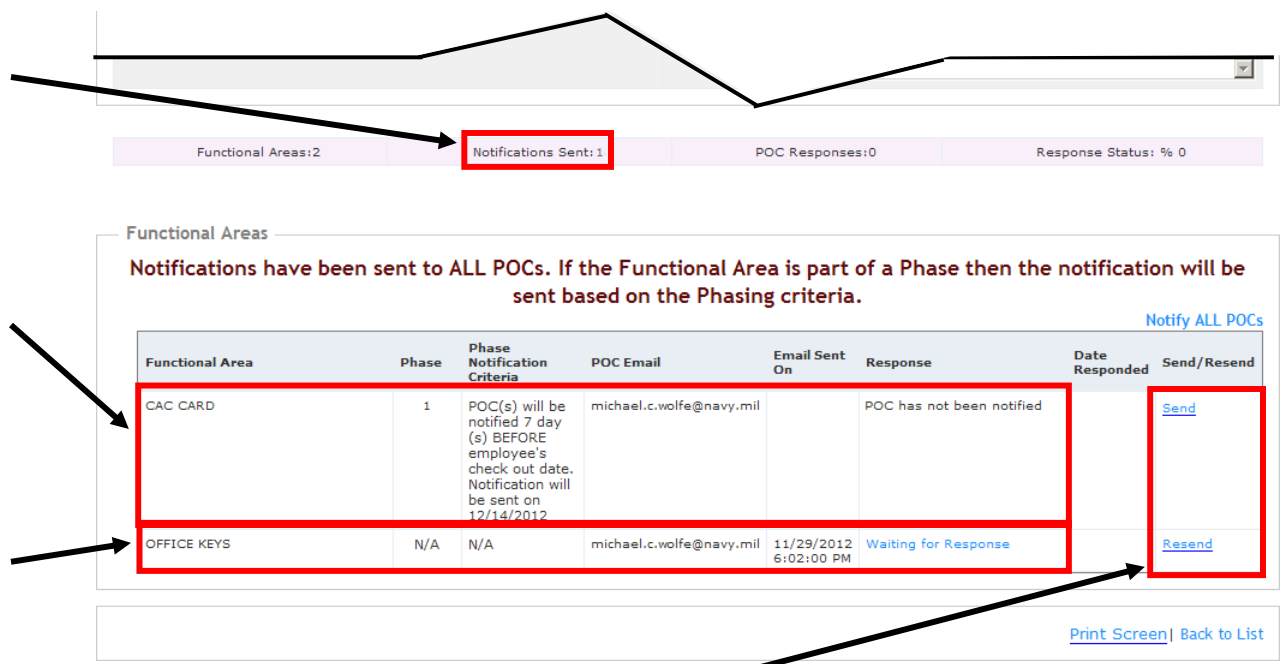 Functional Areas:2 Notifications Sent:1 POC Responses:0 Response Status: % 0
Functional Areas
Notifications have been sent to ALL POCs. If the Functional Area is part of a Phase then the notification will be
sent based on the Phasing criteria.
Notify ALL POCs
Functional Area Phase Phase Notification Criteria POC Email Email Sent On Response Date Responded Send/Resend
CAC CARD 1 POC(s) will be michael.c.wolfe@navy.mil POC has not been notified Send
notified 7 day
(s) BEFORE
employee's
check out date.
Notification will
be sent on
12/14/2012
OFFICE KEYS N/A N/A michael.c.wolfe@navy.mil 11/29/2012 Waiting for Response Resend
6:02:00 PM
Print Screen| Back to List